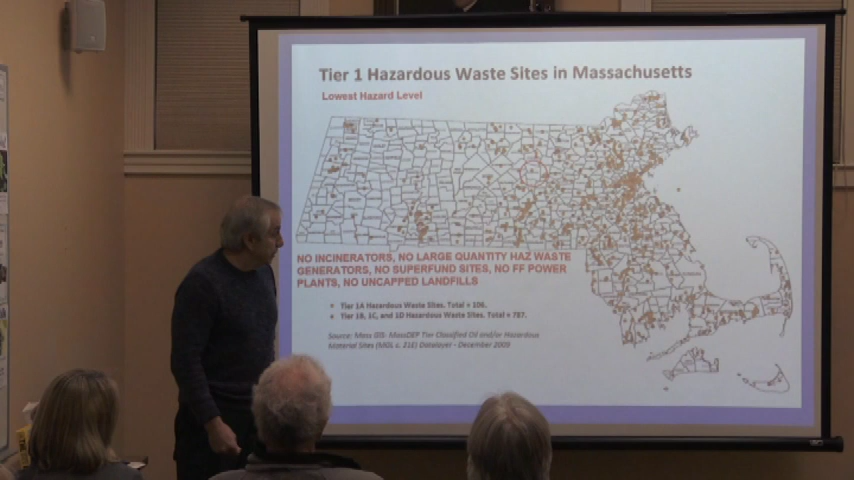 Tier 1 Hazardous Waste Sites in Massachusetts
Lowest Hazard Level
NO INCINERATORS, NO LARGE QUANTITY HAZ WASTE
GENERATORS, NO SUPERFUND SITES, NO FF POWER
PLANTS, NO UNCAPPED LANDFILLS
Tier 1A Hazardous Waste Sites. Total = 106.
Tier 1B, 1C, and 1D Hazardous Waste Sites. Total = 787.
Source: Mass GIS: MassDEP Tier Classified Oil and/or Hazardous
Material Sites (MGL c. 21E) Datalayer - December 2009